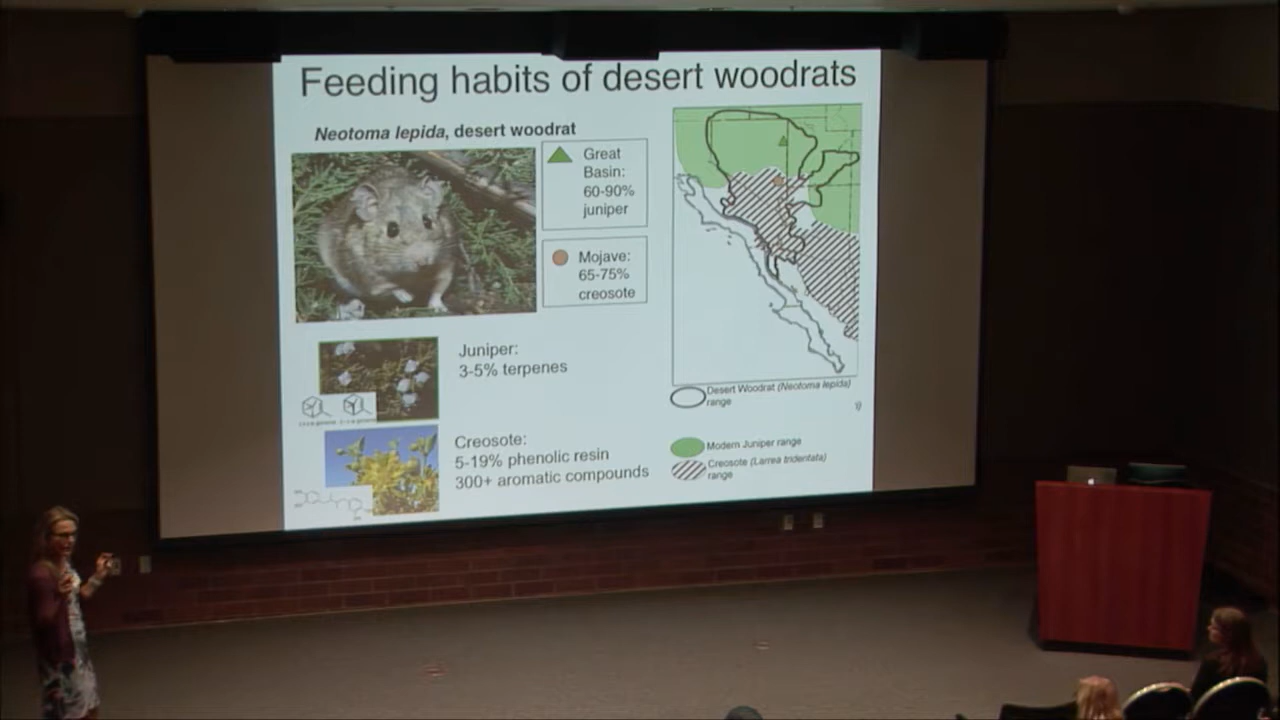 Feeding habits of desert woodrats
Neotoma lepida, desert woodrat
Great
Basin:
60-90%
juniper
Mojave:
65-75%
creosote
Juniper:
3-5% terpenes
Creosote:
5-19% phenolic resin
300+ aromatic compounds
Desert Woodrat (Neotoma lepida)
range
Modern Juniper range
Creosote (Larrea tridentata)
range